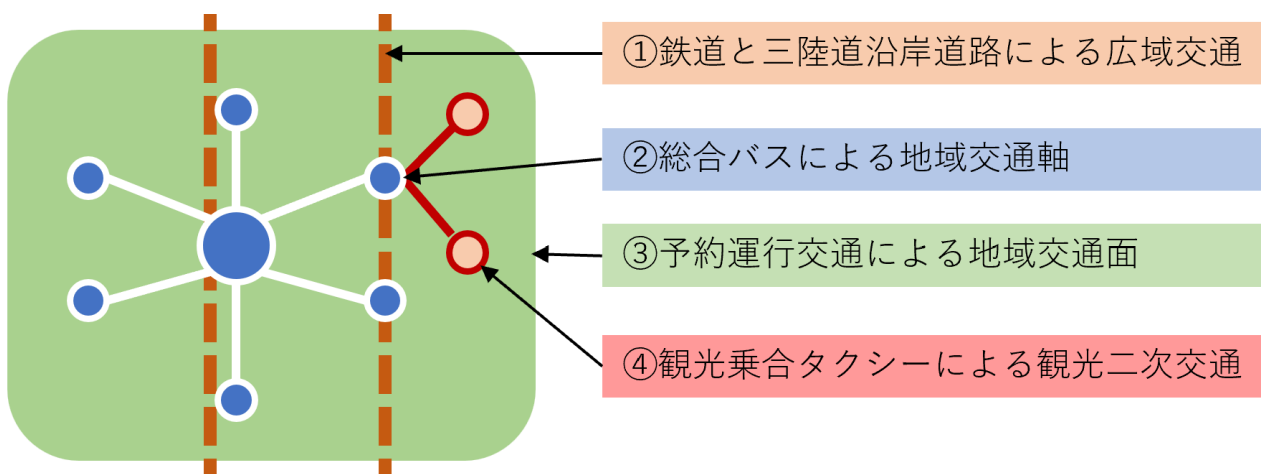 ①鉄道と三陸道沿岸道路による広域交通
②総合バスによる地域交通軸
③予約運行交通による地域交通面
④観光乗合タクシーによる観光二次交通